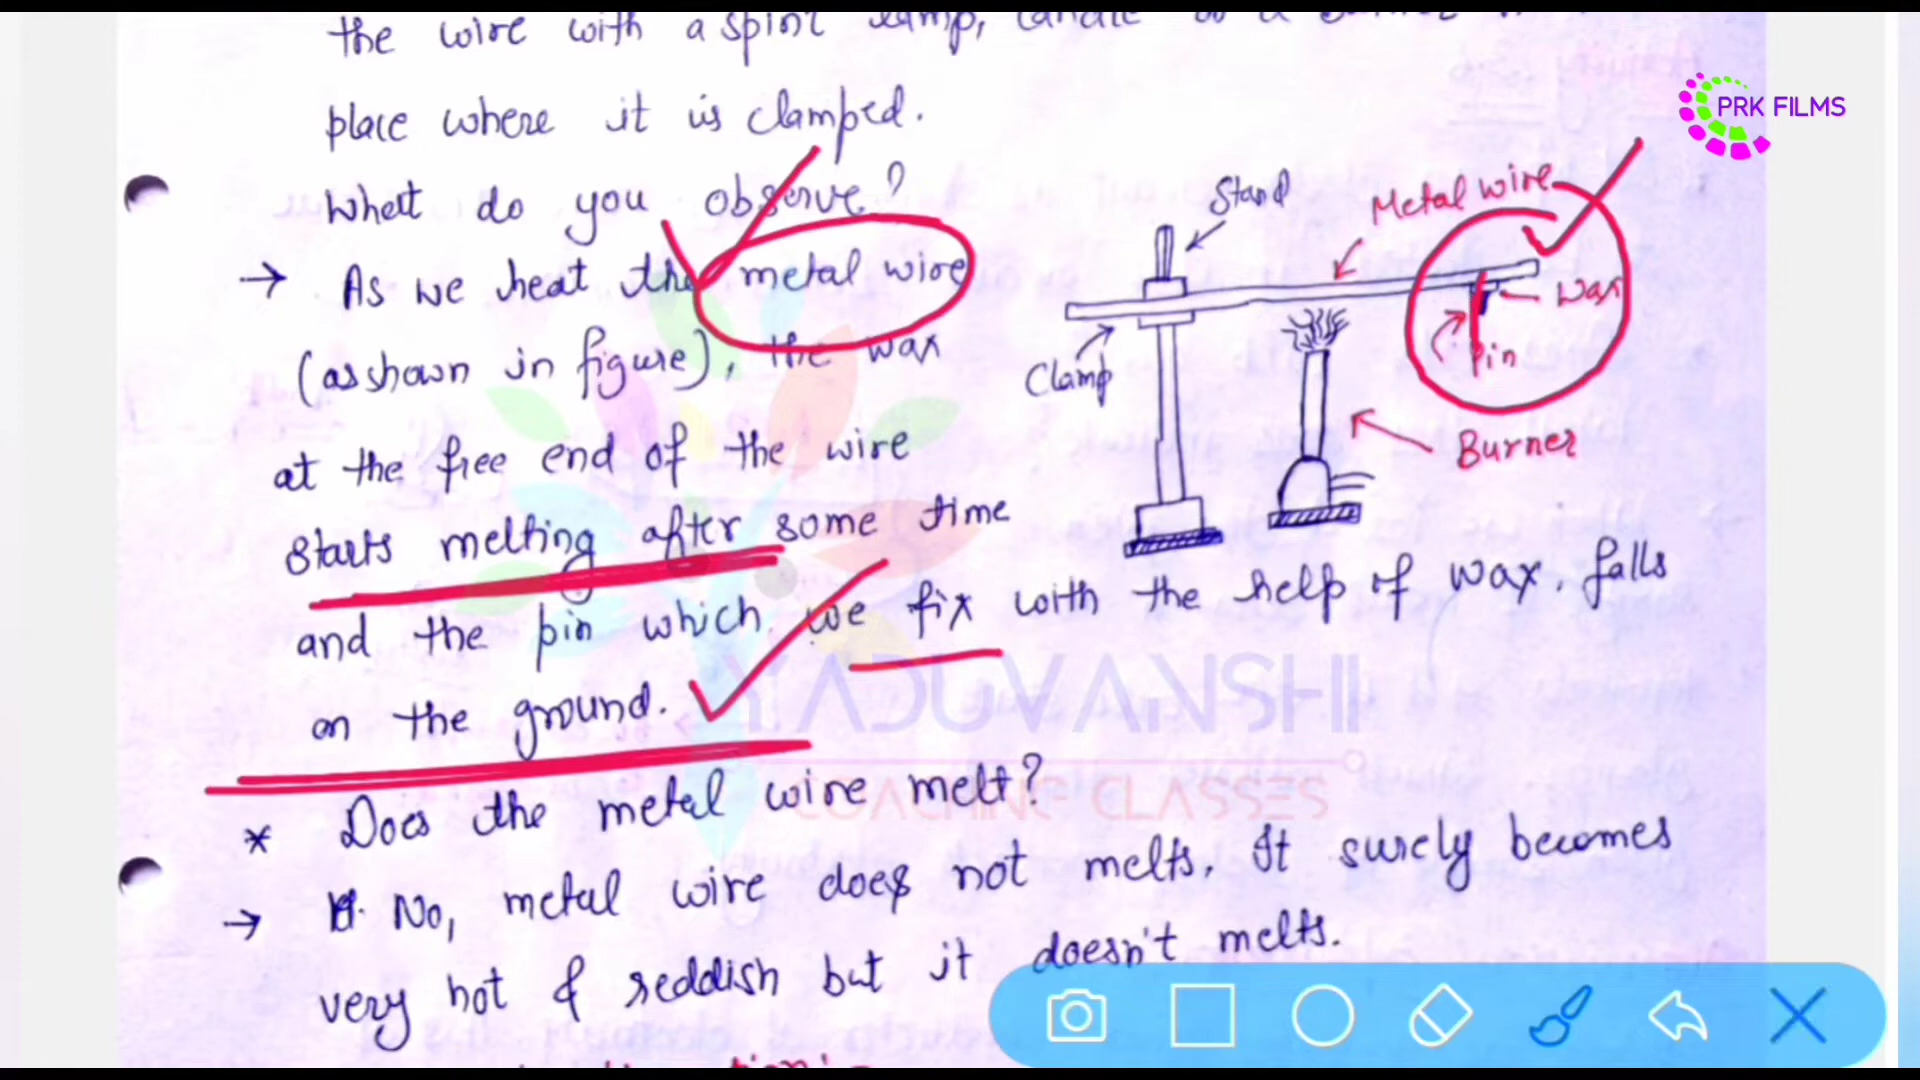 the wire with a spirit lamp, candle or a burner
place where it is clamped.
What do you observe?
→ As we heat the metal wire
(as shown in figure), the wax
at the free end of the wire
starts melting after some time
and the pin which we fix with the help of wax. falls
on the ground.
* Does the metal wire melt?
→ No, metal wire does not melts. It surely becomes
very hot & reddish but it doesn't melts.
Stand
Metal wire
Wax
Pin
Clamp
Burner
PRK FILMS
YADUVANSHI
COACHING CLASSES